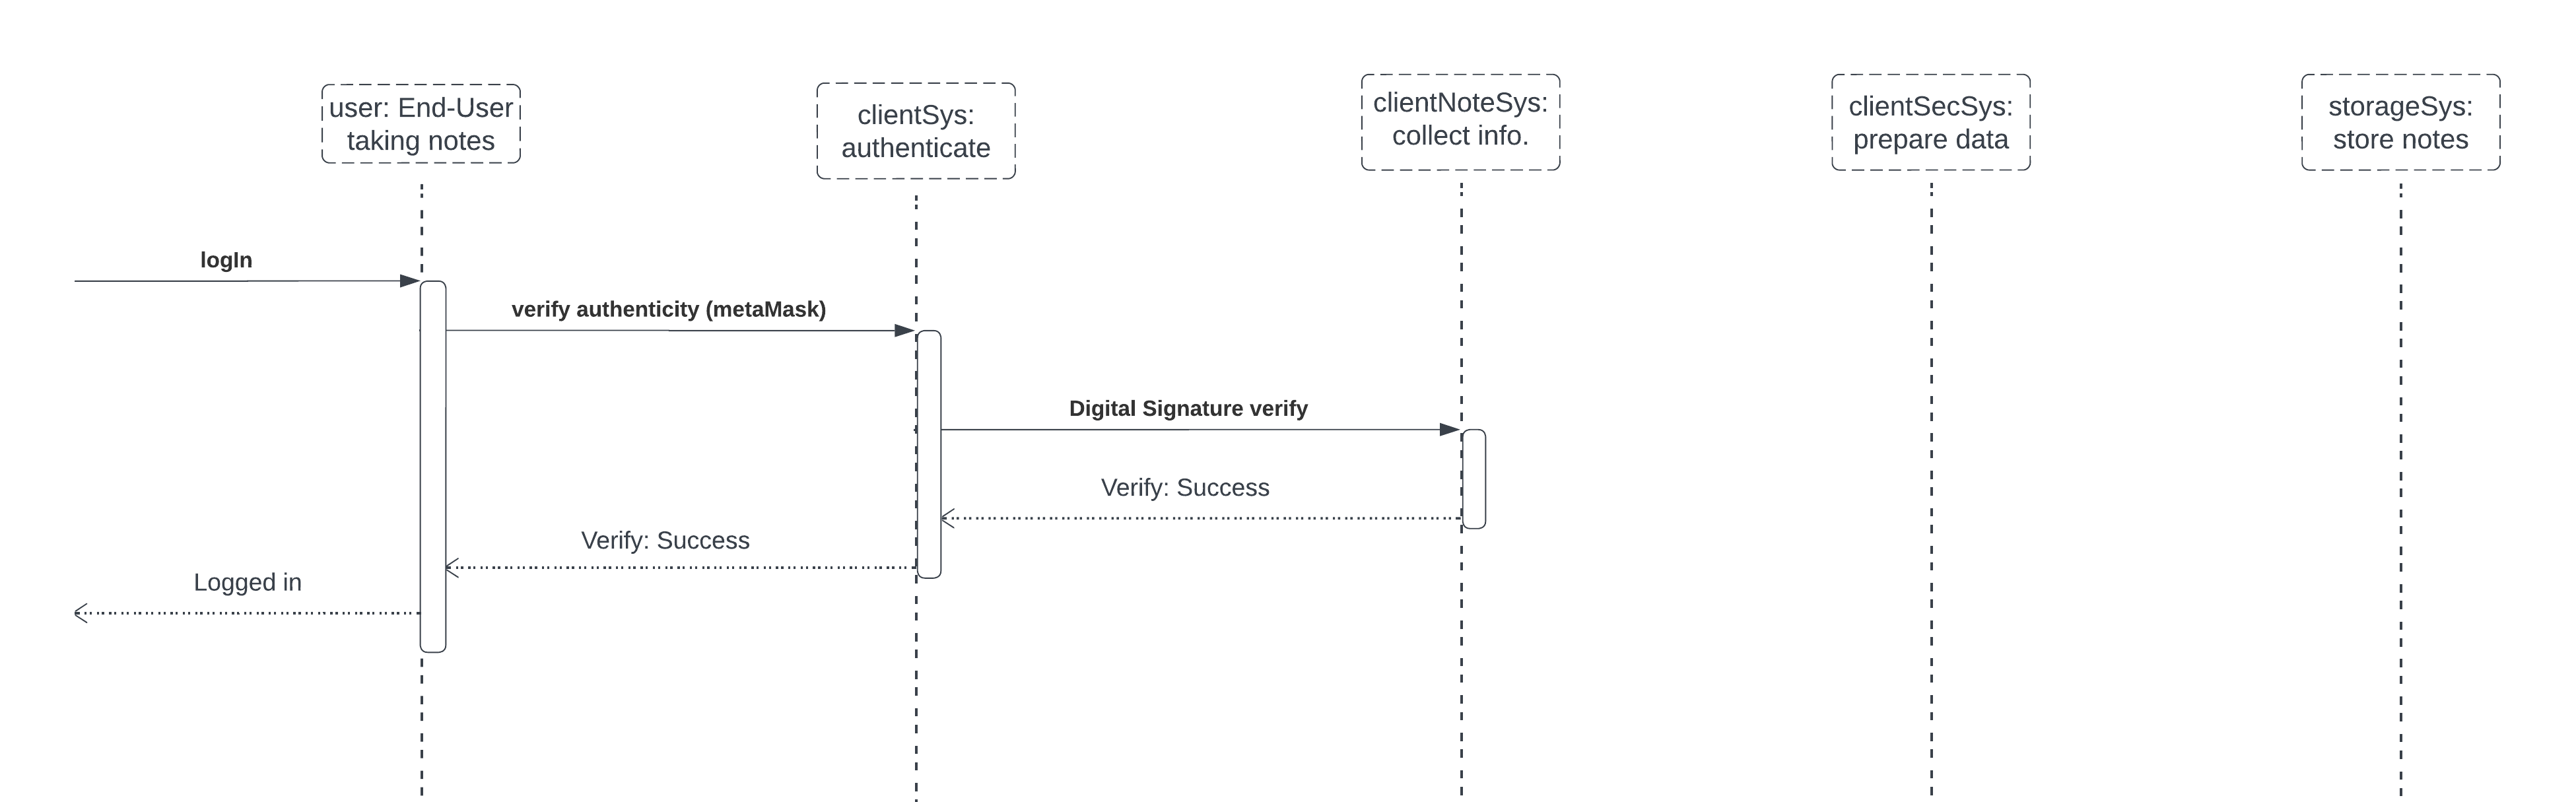 user: End-User
taking notes
clientSys:
authenticate
clientNoteSys:
collect info.
clientSecSys:
prepare data
storageSys:
store notes
logIn
verify authenticity (metaMask)
Digital Signature verify
Verify: Success
Verify: Success
Logged in